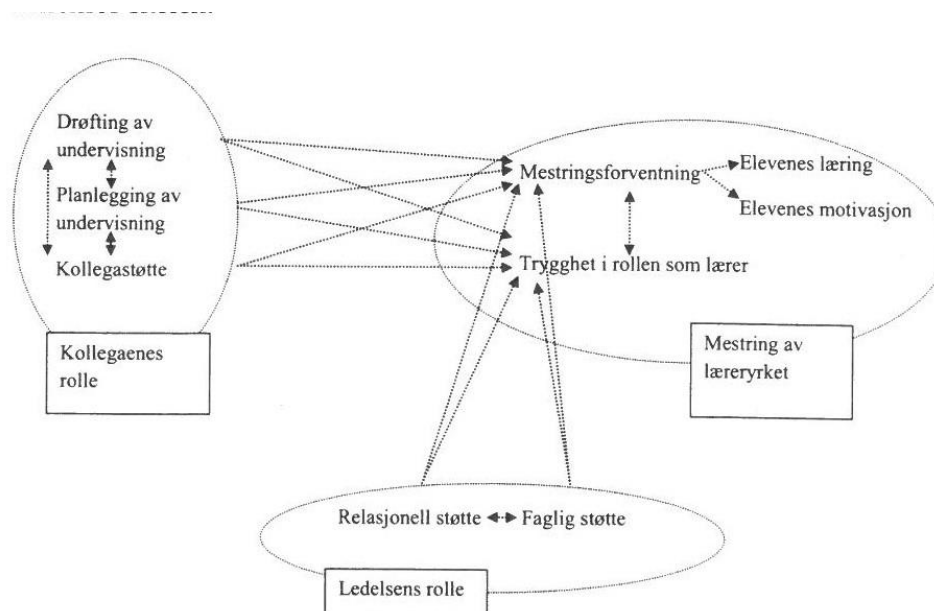 Drøfting av
undervisning
Planlegging av
undervisning
Kollegastøtte
Kollegaenes
rolle
Mestringsforventning
Elevenes læring
Elevenes motivasjon
Trygghet i rollen som lærer
Mestring av
læreryrket
Relasjonell støtte
Faglig støtte
Ledelsens rolle